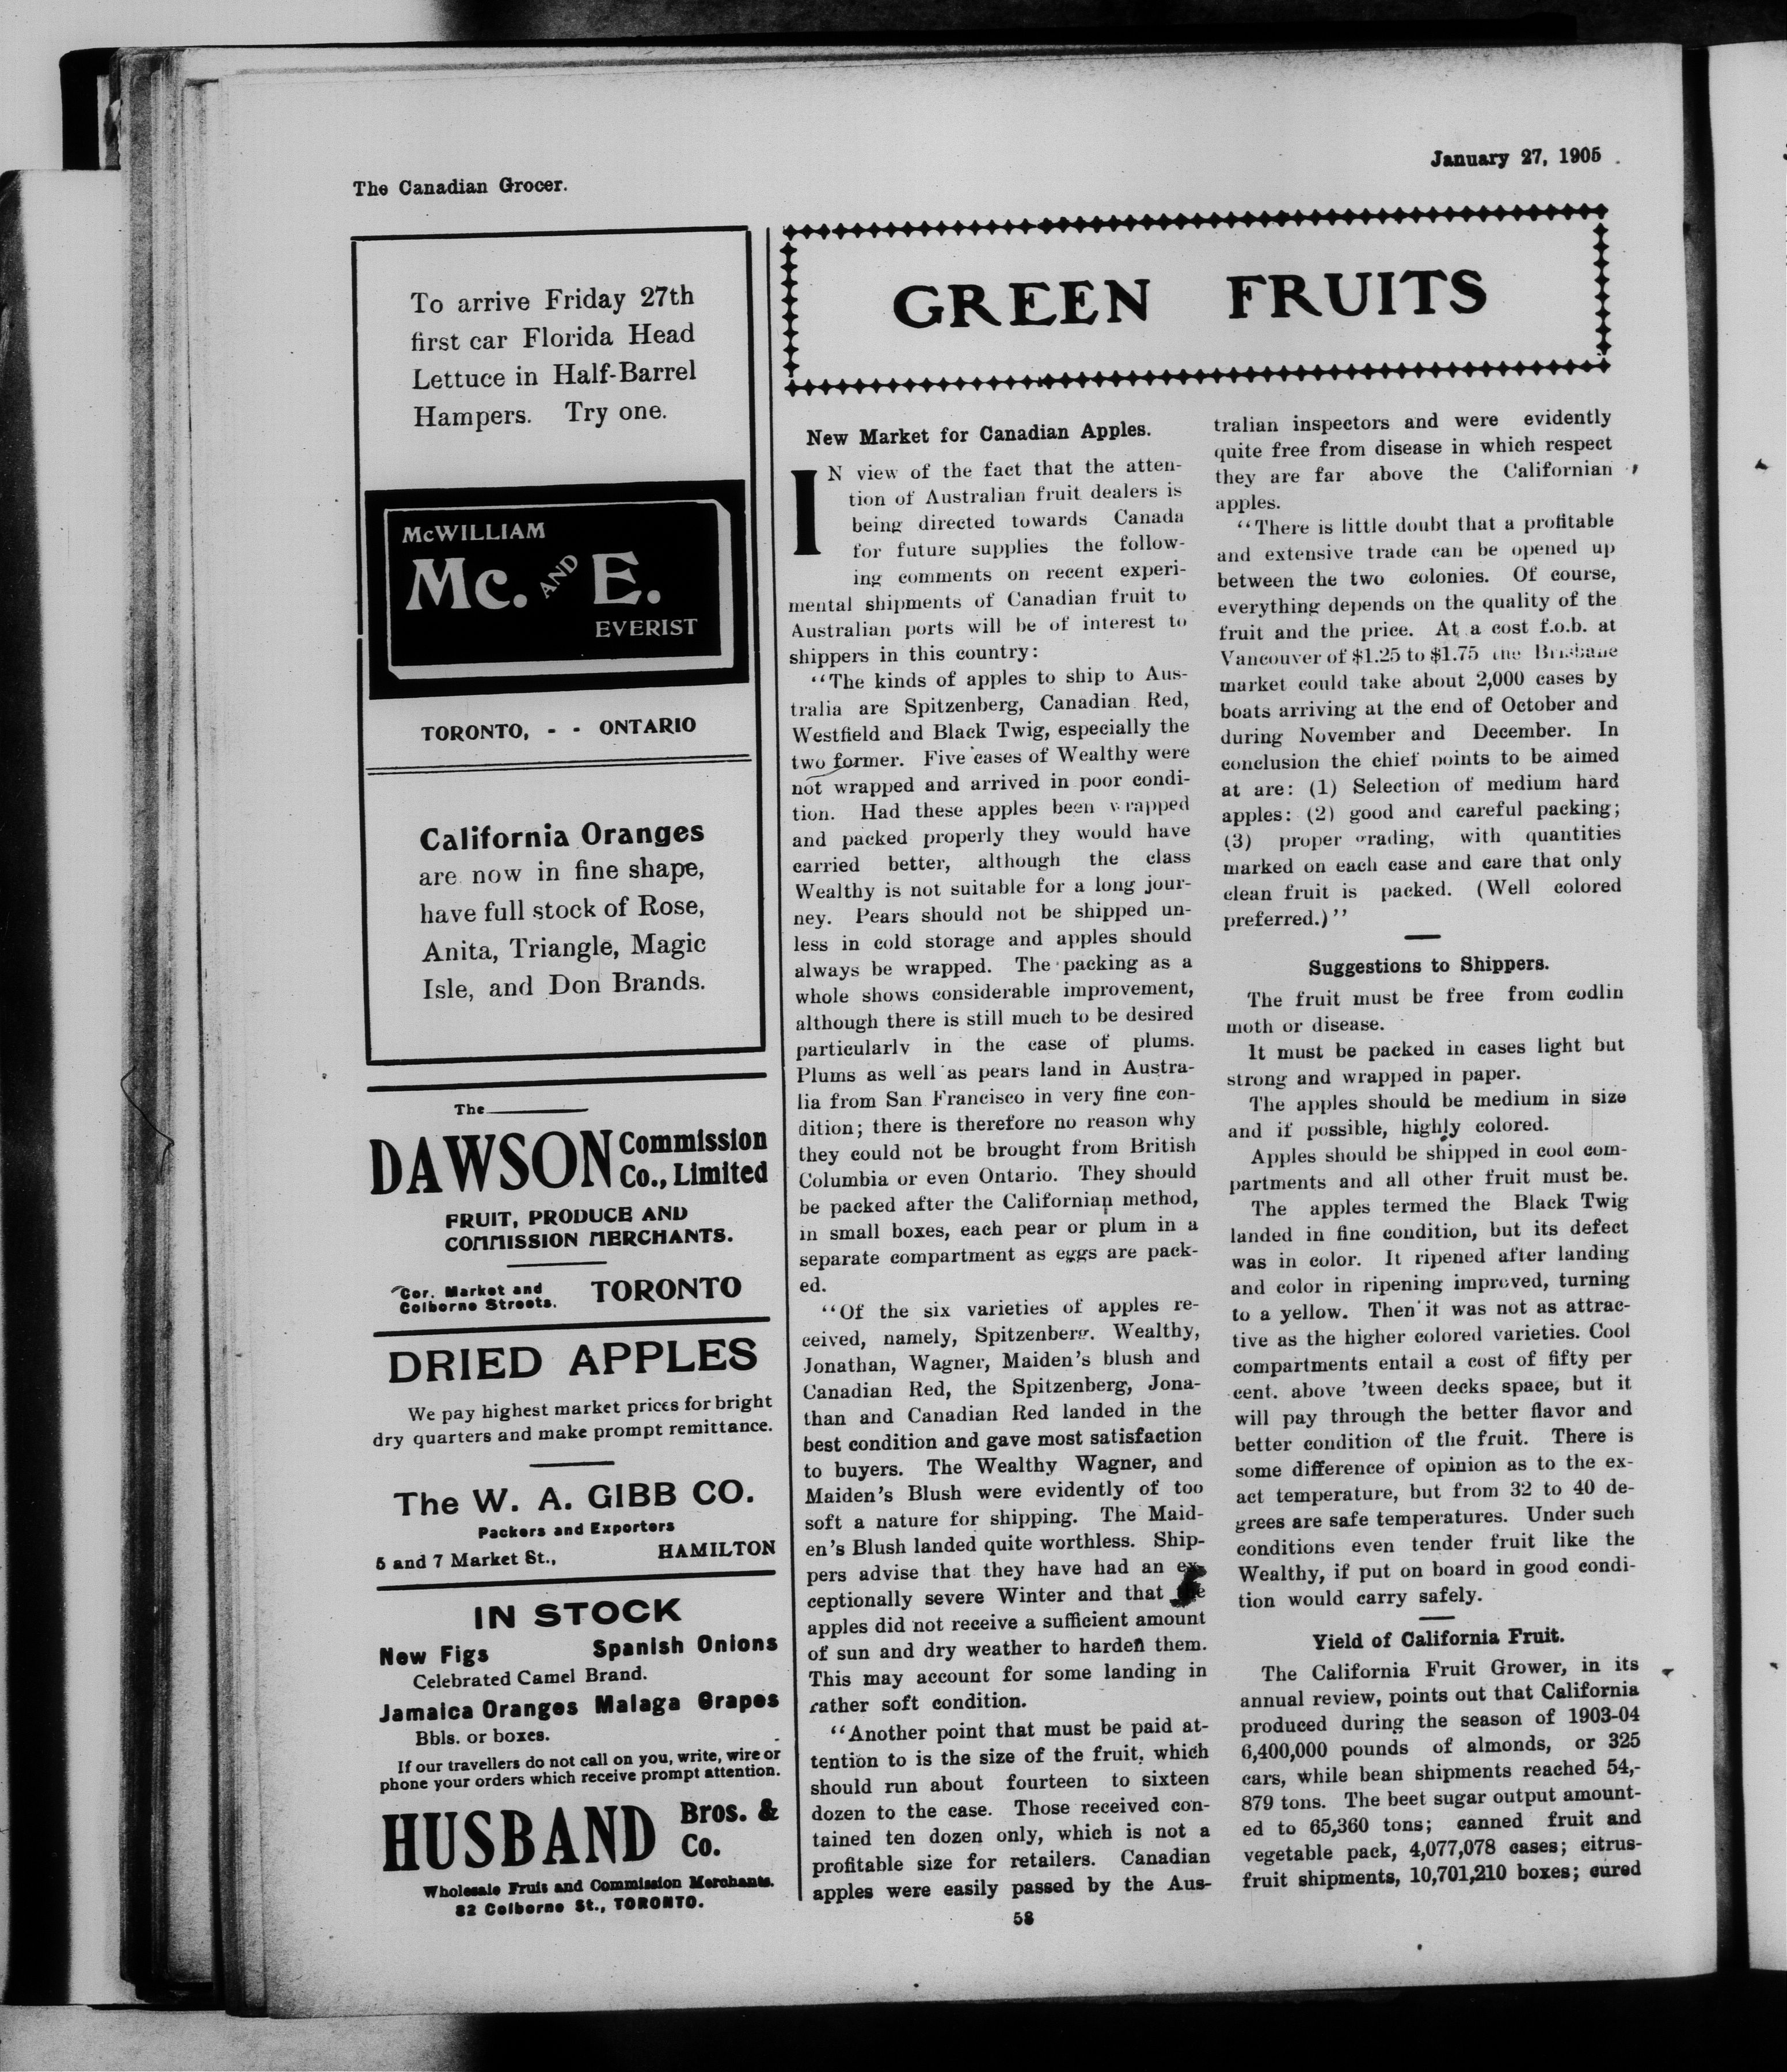 The Canadian Grocer.
January 27, 1905
To arrive Friday 27th
first car Florida Head
Lettuce in Half-Barrel
Hampers. Try one.
McWILLIAM
Mc. AND E.
EVERIST
TORONTO, - - ONTARIO
California Oranges
are now in fine shape,
have full stock of Rose,
Anita, Triangle, Magic
Isle, and Don Brands.
The
DAWSON Commission
Co., Limited
FRUIT, PRODUCE AND
COMMISSION MERCHANTS.
Cor. Market and
Colborne Streets.
TORONTO
DRIED APPLES
We pay highest market prices for bright
dry quarters and make prompt remittance.
The W. A. GIBB CO.
Packers and Exporters
5 and 7 Market St., HAMILTON
IN STOCK
New Figs Spanish Onions
Celebrated Camel Brand.
Jamaica Oranges Malaga Grapes
Bbls. or boxes.
If our travellers do not call on you, write, wire or
phone your orders which receive prompt attention.
HUSBAND Bros. &
Co.
Wholesale Fruit and Commission Merchants.
82 Colborne St., TORONTO.
GREEN FRUITS
New Market for Canadian Apples.
IN view of the fact that the atten-
tion of Australian fruit dealers is
being directed towards Canada
for future supplies the follow-
ing comments on recent experi-
mental shipments of Canadian fruit to
Australian ports will be of interest to
shippers in this country:
"The kinds of apples to ship to Aus-
tralia are Spitzenberg, Canadian Red,
Westfield and Black Twig, especially the
two former. Five cases of Wealthy were
not wrapped and arrived in poor condi-
tion. Had these apples been wrapped
and packed properly they would have
carried better, although the class
Wealthy is not suitable for a long jour-
ney. Pears should not be shipped un-
less in cold storage and apples should
always be wrapped. The packing as a
whole shows considerable improvement,
although there is still much to be desired
particularly in the case of plums.
Plums as well as pears land in Austra-
lia from San Francisco in very fine con-
dition; there is therefore no reason why
they could not be brought from British
Columbia or even Ontario. They should
be packed after the Californian method,
in small boxes, each pear or plum in a
separate compartment as eggs are pack-
ed.
"Of the six varieties of apples re-
ceived, namely, Spitzenberg. Wealthy,
Jonathan, Wagner, Maiden's blush and
Canadian Red, the Spitzenberg, Jona-
than and Canadian Red landed in the
best condition and gave most satisfaction
to buyers. The Wealthy Wagner, and
Maiden's Blush were evidently of too
soft a nature for shipping. The Maid-
en's Blush landed quite worthless. Ship-
pers advise that they have had an ex-
ceptionally severe Winter and that the
apples did not receive a sufficient amount
of sun and dry weather to harden them.
This may account for some landing in
rather soft condition.
"Another point that must be paid at-
tention to is the size of the fruit, which
should run about fourteen to sixteen
dozen to the case. Those received con-
tained ten dozen only, which is not a
profitable size for retailers. Canadian
apples were easily passed by the Aus-
tralian inspectors and were evidently
quite free from disease in which respect
they are far above the Californian
apples.
"There is little doubt that a profitable
and extensive trade can be opened up
between the two colonies. Of course,
everything depends on the quality of the
fruit and the price. At a cost f.o.b. at
Vancouver of $1.25 to $1.75 the Brisbane
market could take about 2,000 cases by
boats arriving at the end of October and
during November and December. In
conclusion the chief points to be aimed
at are: (1) Selection of medium hard
apples: (2) good and careful packing;
(3) proper grading, with quantities
marked on each case and care that only
clean fruit is packed. (Well colored
preferred.)"
Suggestions to Shippers.
The fruit must be free from codlin
moth or disease.
It must be packed in cases light but
strong and wrapped in paper.
The apples should be medium in size
and if possible, highly colored.
Apples should be shipped in cool com-
partments and all other fruit must be.
The apples termed the Black Twig
landed in fine condition, but its defect
was in color. It ripened after landing
and color in ripening improved, turning
to a yellow. Then it was not as attrac-
tive as the higher colored varieties. Cool
compartments entail a cost of fifty per
cent. above 'tween decks space, but it
will pay through the better flavor and
better condition of the fruit. There is
some difference of opinion as to the ex-
act temperature, but from 32 to 40 de-
grees are safe temperatures. Under such
conditions even tender fruit like the
Wealthy, if put on board in good condi-
tion would carry safely.
Yield of California Fruit.
The California Fruit Grower, in its
annual review, points out that California
produced during the season of 1903-04
6,400,000 pounds of almonds, or 325
cars, while bean shipments reached 54,-
879 tons. The beet sugar output amount-
ed to 65,360 tons; canned fruit and
vegetable pack, 4,077,078 cases; citrus-
fruit shipments, 10,701,210 boxes; cured
58